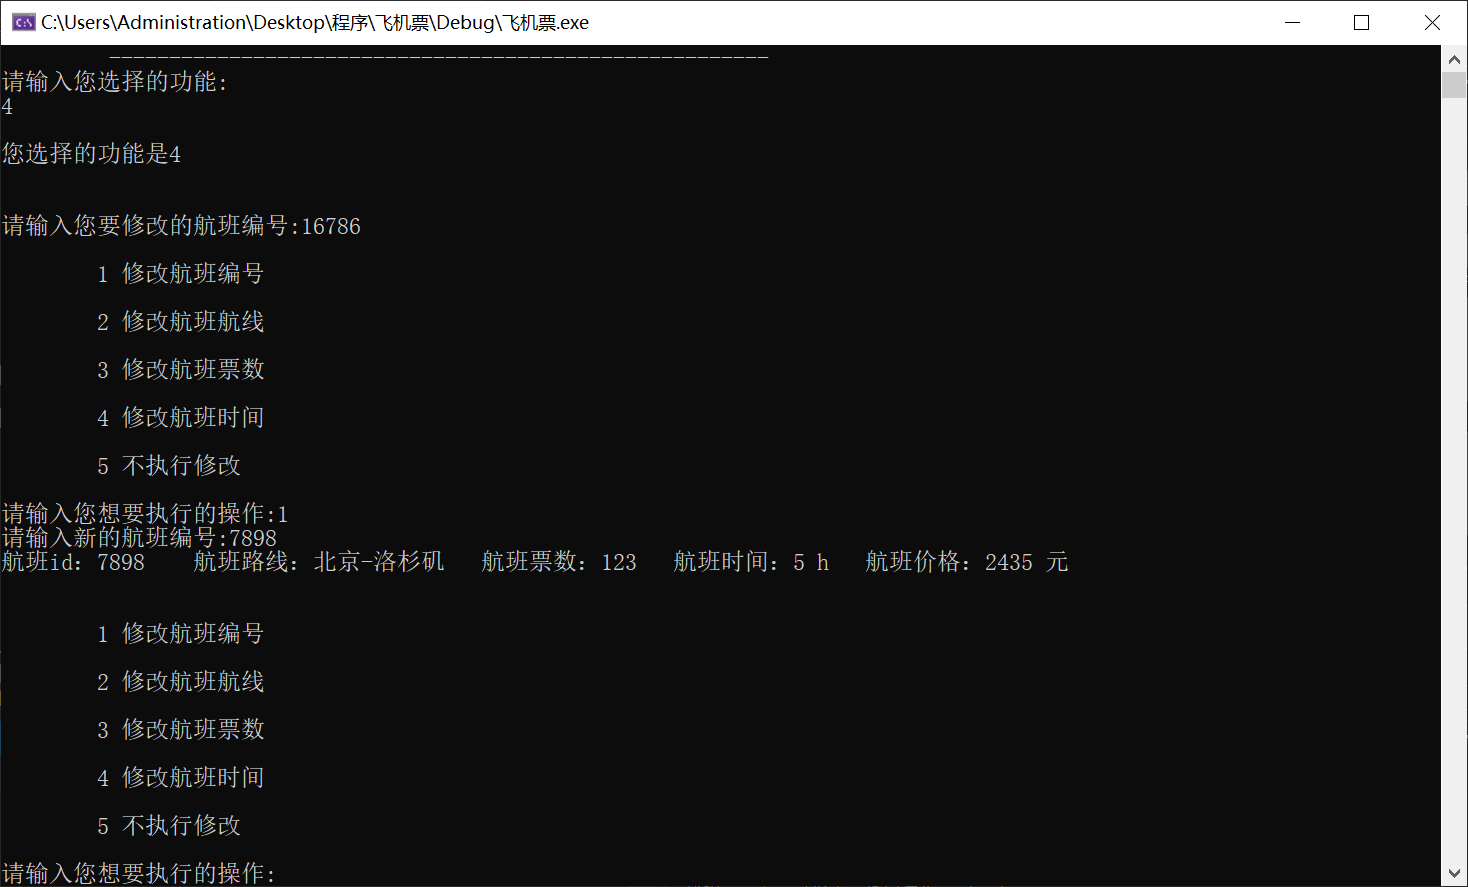 C:\Users\Administration\Desktop\程序\飞机票\Debug\飞机票.exe
-------------------------------------------------------
请输入您选择的功能:
4
您选择的功能是4
请输入您要修改的航班编号:16786
1 修改航班编号
2 修改航班航线
3 修改航班票数
4 修改航班时间
5 不执行修改
请输入您想要执行的操作:1
请输入新的航班编号:7898
航班id：7898 航班路线：北京-洛杉矶 航班票数：123 航班时间：5 h 航班价格：2435 元
1 修改航班编号
2 修改航班航线
3 修改航班票数
4 修改航班时间
5 不执行修改
请输入您想要执行的操作: